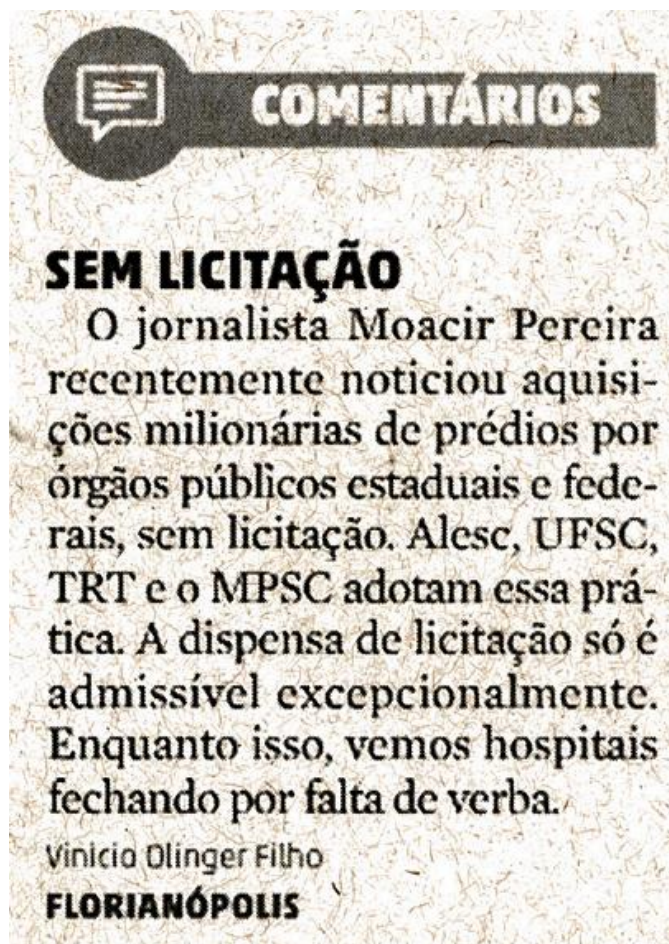 COMENTÁRIOS
SEM LICITAÇÃO
O jornalista Moacir Pereira
recentemente noticiou aquisi-
ções milionárias de prédios por
órgãos públicos estaduais e fede-
rais, sem licitação. Alesc, UFSC,
TRT e o MPSC adotam essa prá-
tica. A dispensa de licitação só é
admissível excepcionalmente.
Enquanto isso, vemos hospitais
fechando por falta de verba.
Vinicio Olinger Filho
FLORIANÓPOLIS